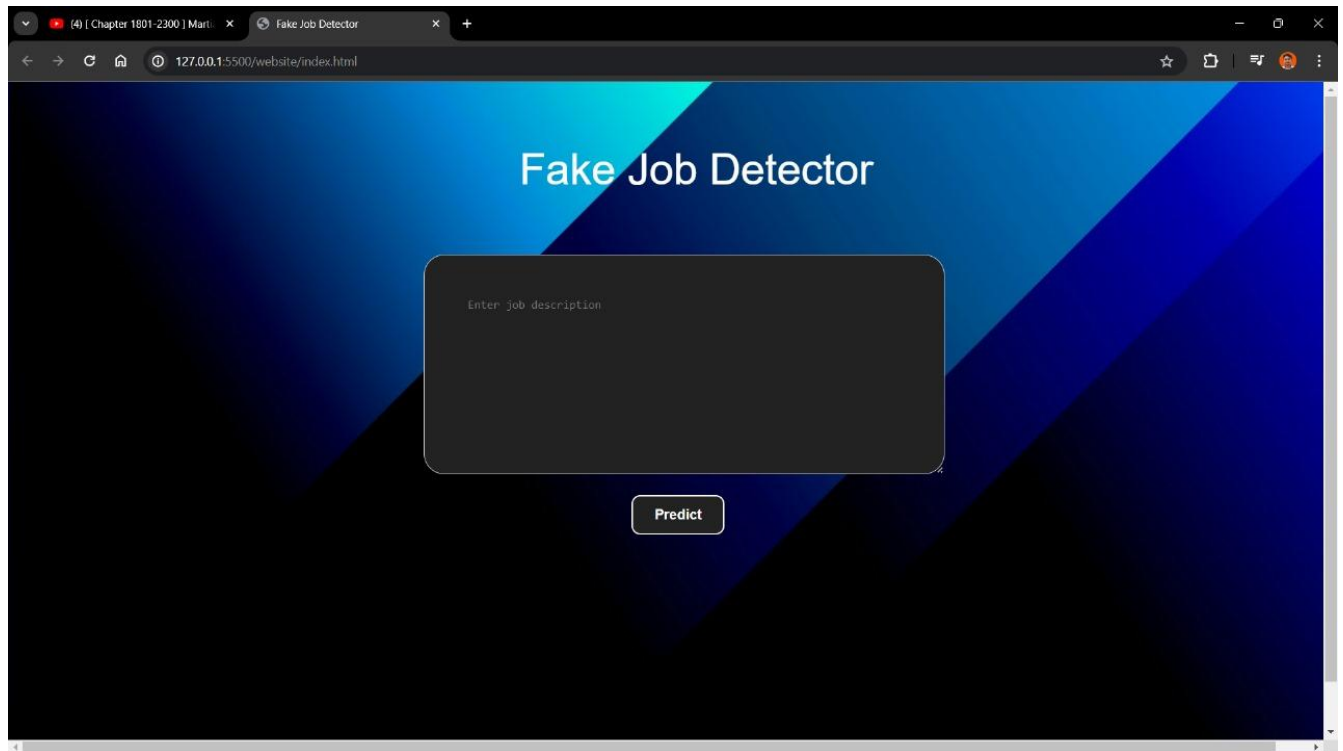 (4) [ Chapter 1801-2300 ] Marti
Fake Job Detector
127.0.0.1:5500/website/index.html
Fake Job Detector
Enter job description
Predict